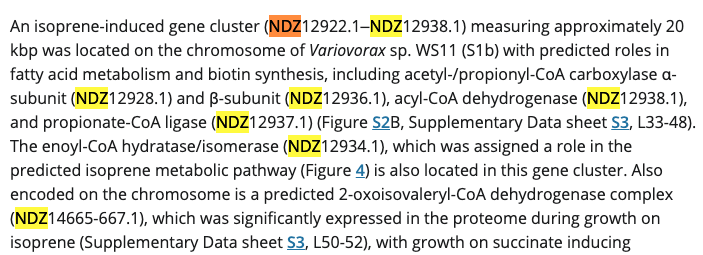 An isoprene-induced gene cluster (NDZ12922.1–NDZ12938.1) measuring approximately 20
kbp was located on the chromosome of Variovorax sp. WS11 (S1b) with predicted roles in
fatty acid metabolism and biotin synthesis, including acetyl-/propionyl-CoA carboxylase α-
subunit (NDZ12928.1) and β-subunit (NDZ12936.1), acyl-CoA dehydrogenase (NDZ12938.1),
and propionate-CoA ligase (NDZ12937.1) (Figure S2B, Supplementary Data sheet S3, L33-48).
The enoyl-CoA hydratase/isomerase (NDZ12934.1), which was assigned a role in the
predicted isoprene metabolic pathway (Figure 4) is also located in this gene cluster. Also
encoded on the chromosome is a predicted 2-oxoisovaleryl-CoA dehydrogenase complex
(NDZ14665-667.1), which was significantly expressed in the proteome during growth on
isoprene (Supplementary Data sheet S3, L50-52), with growth on succinate inducing